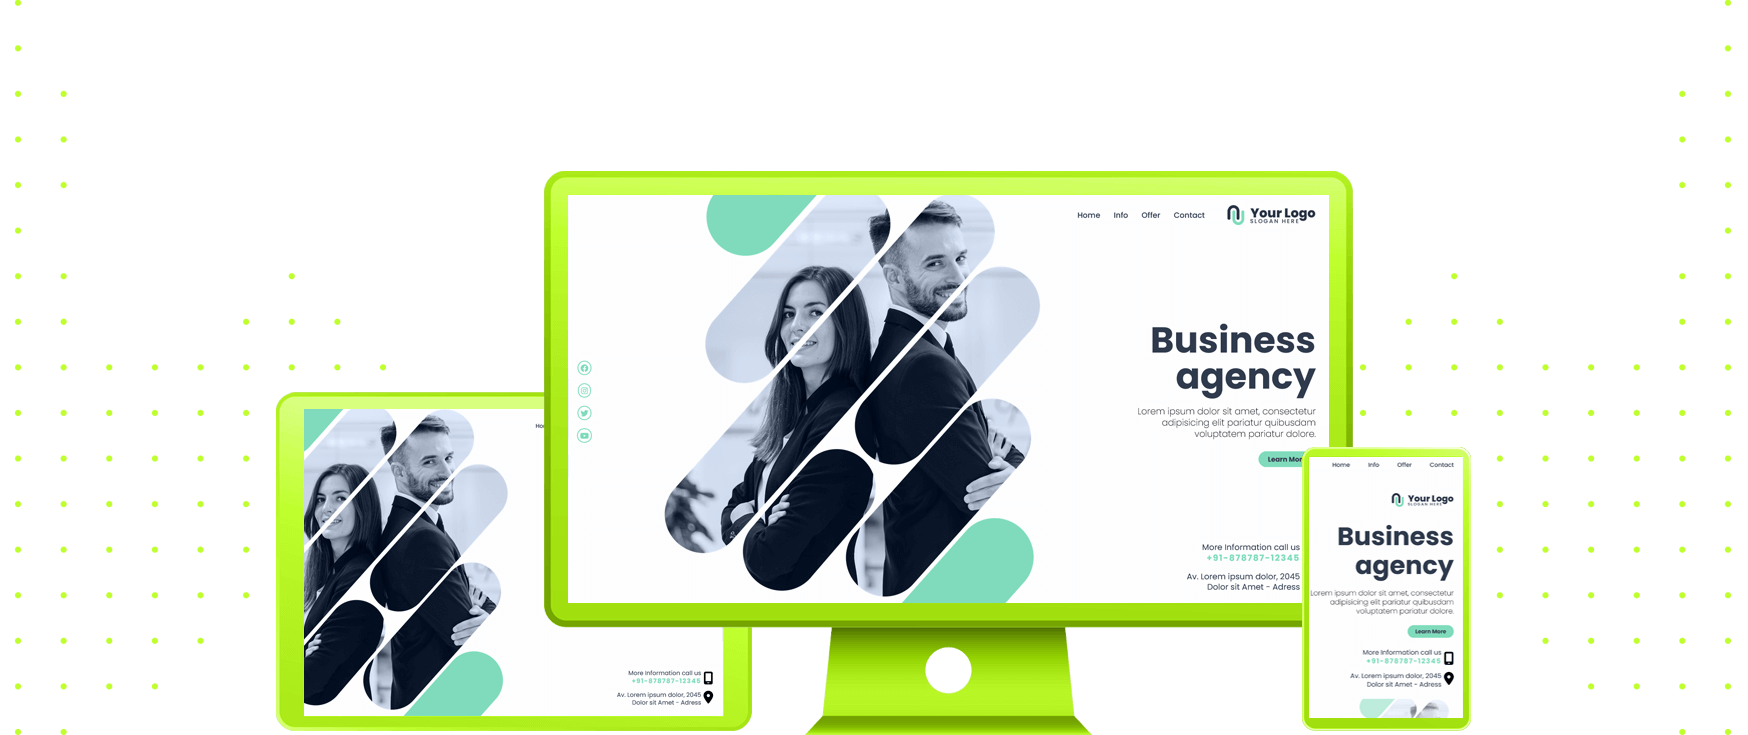 Home Info Offer Contact
Your Logo
SLOGAN HERE
Business
agency
Lorem ipsum dolor sit amet, consectetur
adipisicing elit pariatur quibusdam
voluptatem pariatur dolore.
Learn Mor
More Information call us
+91-878787-12345
Av. Lorem ipsum dolor, 2045
Dolor sit Amet - Adress
Ho
More Information call us
+91-878787-12345
Av. Lorem ipsum dolor, 2045
Dolor sit Amet - Adress
Home Info Offer Contact
Your Logo
SLOGAN HERE
Business
agency
Lorem ipsum dolor sit amet, consectetur
adipisicing elit pariatur quibusdam
voluptatem pariatur dolore.
Learn More
More Information call us
+91-878787-12345
Av. Lorem ipsum dolor, 2045
Dolor sit Amet - Adress